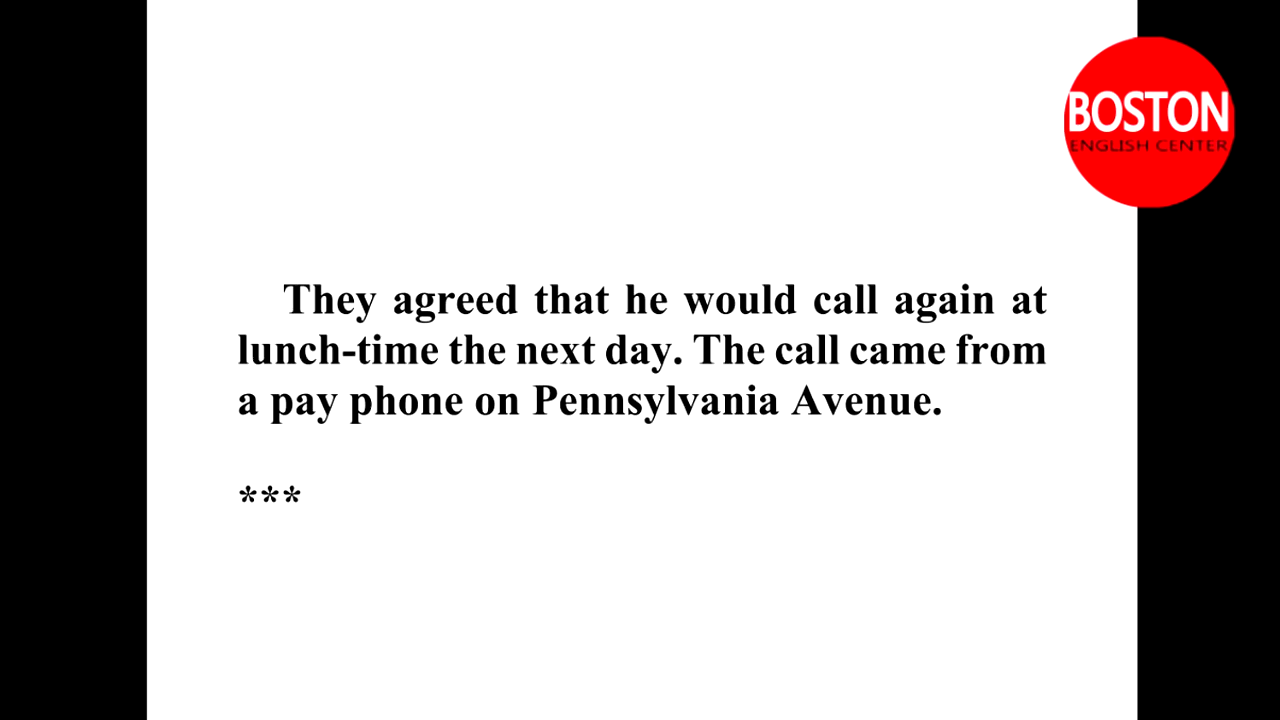 BOSTON
ENGLISH CENTER
They agreed that he would call again at
lunch-time the next day. The call came from
a pay phone on Pennsylvania Avenue.
***